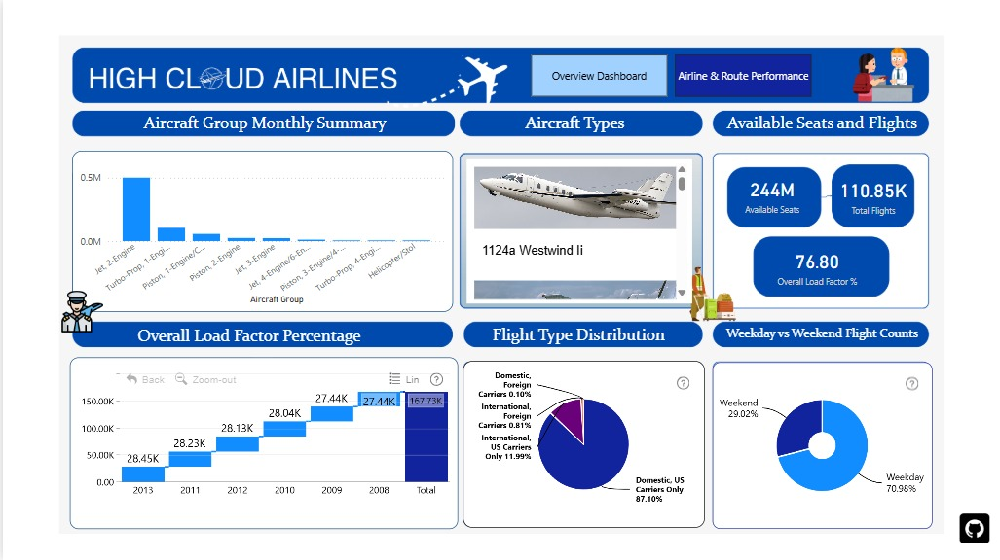 HIGH CLOUD AIRLINES
Overview Dashboard
Airline & Route Performance
Aircraft Group Monthly Summary
Aircraft Types
Available Seats and Flights
0.5M
0.0M
Jet, 2-Engine
Turbo-Prop, 1-Engi...
Piston, 1-Engine/C...
Piston, 2-Engine
Jet, 3-Engine
Jet, 4-Engine/6-En...
Piston, 3-Engine/4-...
Turbo-Prop, 4-Engi...
Helicopter/Stol
Aircraft Group
1124a Westwind Ii
244M
Available Seats
110.85K
Total Flights
76.80
Overall Load Factor %
Overall Load Factor Percentage
Flight Type Distribution
Weekday vs Weekend Flight Counts
Back
Zoom-out
Lin
?
150.00K
100.00K
50.00K
0.00
28.45K
28.23K
28.13K
28.04K
27.44K
27.44K
167.73K
2013
2011
2012
2010
2009
2008
Total
?
Domestic,
Foreign
Carriers 0.10%
International,
Foreign
Carriers 0.81%
International,
US Carriers
Only 11.99%
Domestic, US
Carriers Only
87.10%
?
Weekend
29.02%
Weekday
70.98%